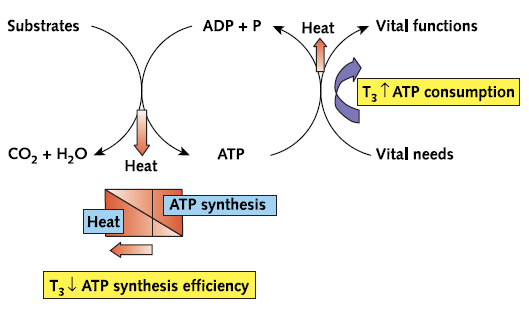 Substrates
ADP + P
Heat
Vital functions
T₃ ↑ ATP consumption
CO₂ + H₂O
Heat
ATP
Vital needs
ATP synthesis
Heat
T₃ ↓ ATP synthesis efficiency